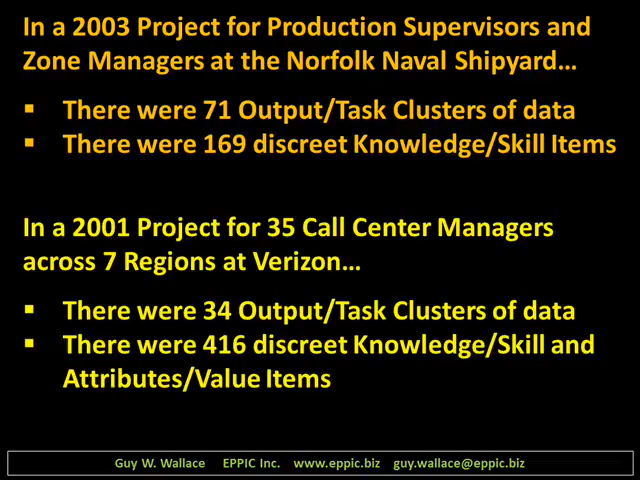 In a 2003 Project for Production Supervisors and
Zone Managers at the Norfolk Naval Shipyard…
▪ There were 71 Output/Task Clusters of data
▪ There were 169 discreet Knowledge/Skill Items
In a 2001 Project for 35 Call Center Managers
across 7 Regions at Verizon…
▪ There were 34 Output/Task Clusters of data
▪ There were 416 discreet Knowledge/Skill and
Attributes/Value Items
Guy W. Wallace EPPIC Inc. www.eppic.biz guy.wallace@eppic.biz